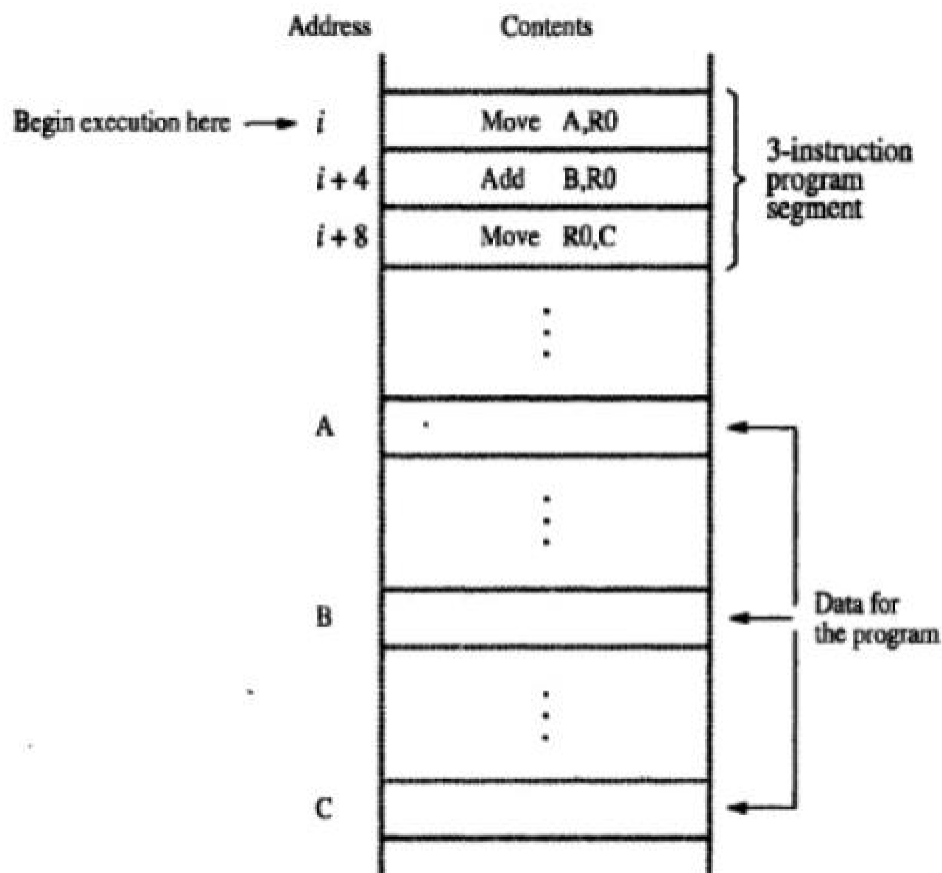 Address Contents
Begin execution here i Move A,R0
i + 4 Add B,R0
i + 8 Move R0,C
3-instruction
program
segment
A
B
C
Data for
the program